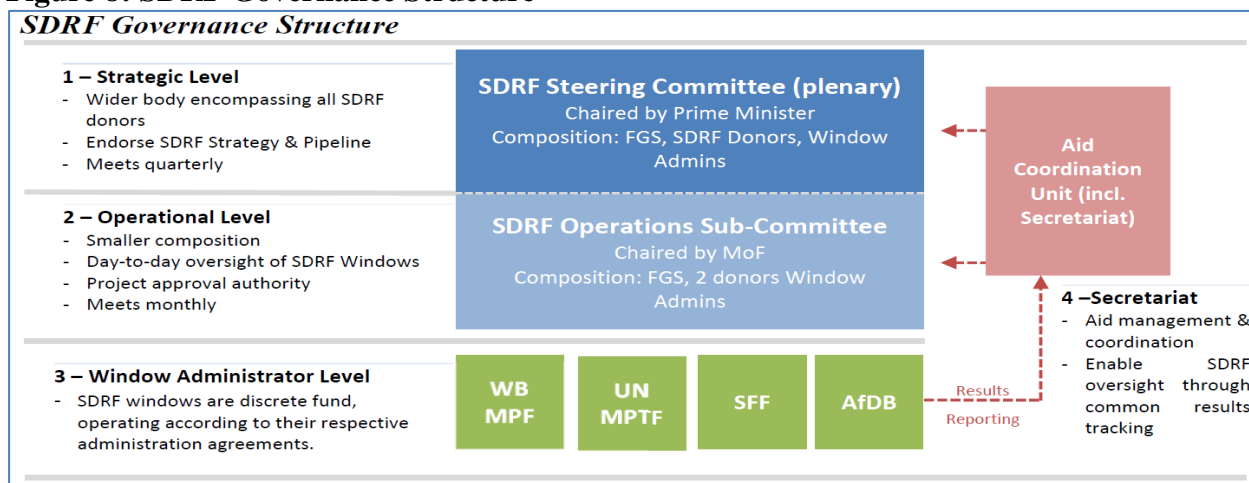 SDRF Governance Structure
1 – Strategic Level
- Wider body encompassing all SDRF
donors
- Endorse SDRF Strategy & Pipeline
- Meets quarterly
SDRF Steering Committee (plenary)
Chaired by Prime Minister
Composition: FGS, SDRF Donors, Window
Admins
Aid
Coordination
Unit (incl.
Secretariat)
2 – Operational Level
- Smaller composition
- Day-to-day oversight of SDRF Windows
- Project approval authority
- Meets monthly
SDRF Operations Sub-Committee
Chaired by MoF
Composition: FGS, 2 donors Window
Admins
4 –Secretariat
- Aid management &
coordination
- Enable SDRF
oversight through
common results
tracking
3 – Window Administrator Level
- SDRF windows are discrete fund,
operating according to their respective
administration agreements.
WB
MPF
UN
MPTF
SFF
AfDB
Results
Reporting